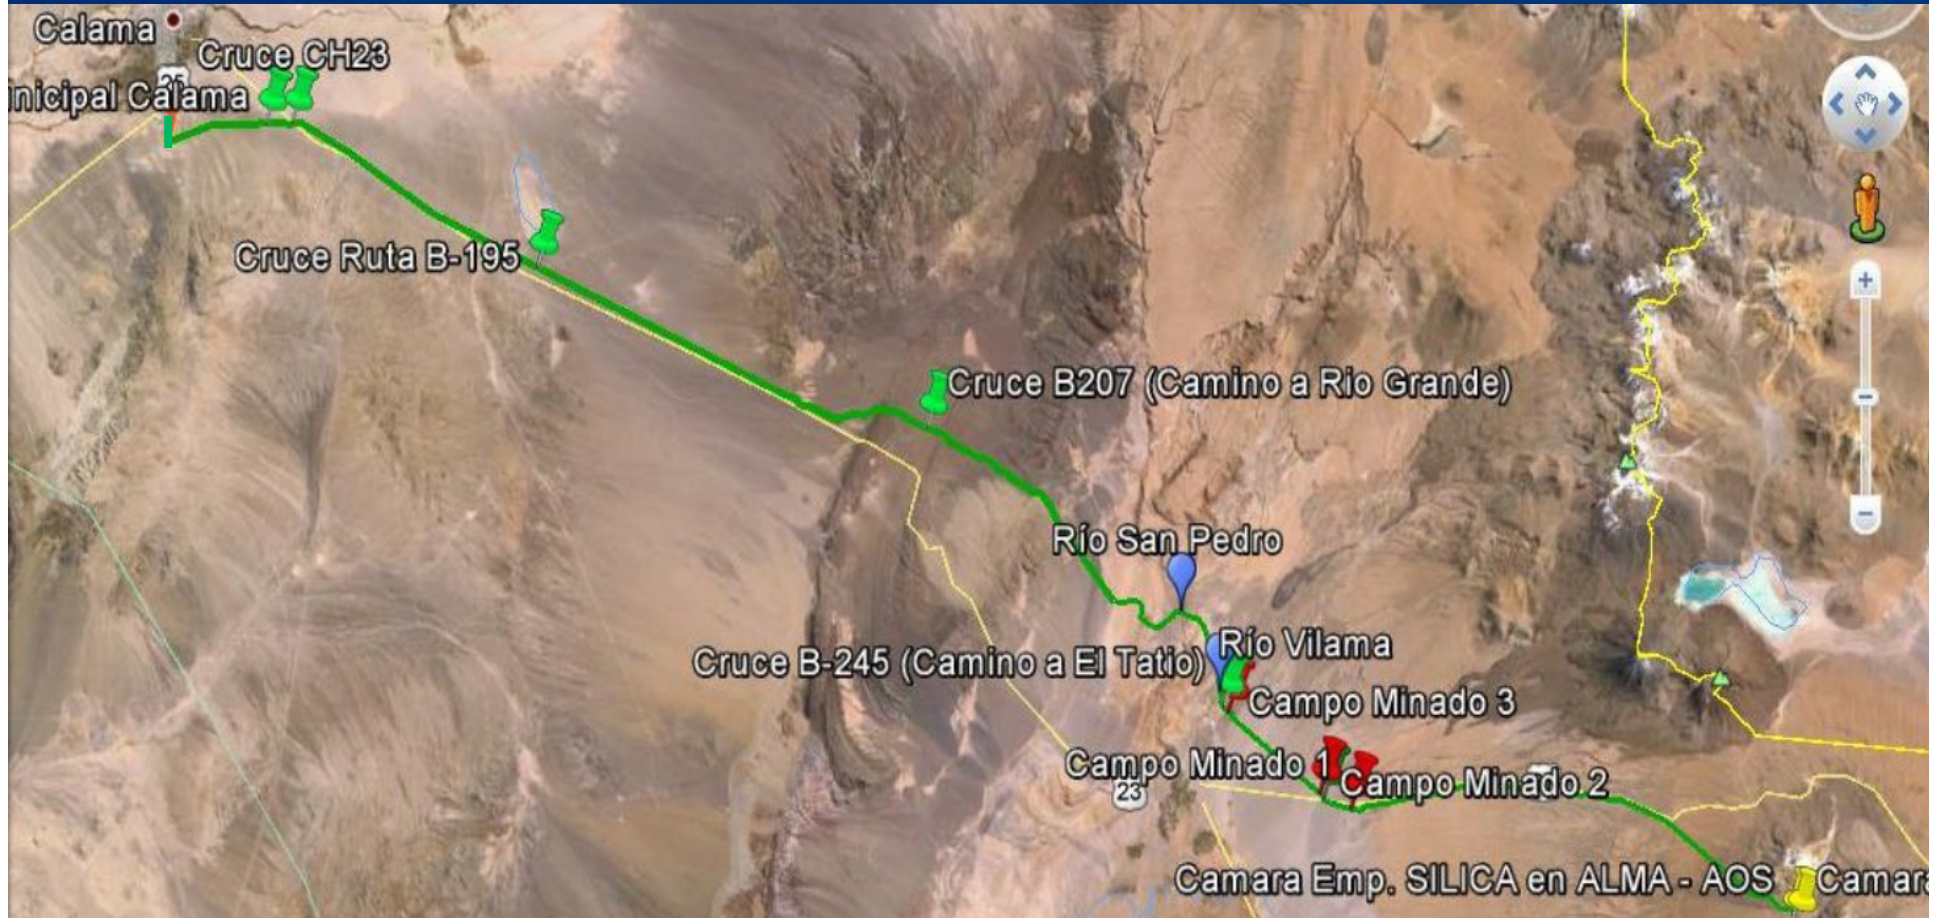 Calama
Cruce CH23
25
nicipal Calama
Cruce Ruta B-195
Cruce B207 (Camino a Rio Grande)
Río San Pedro
Río Vilama
Cruce B-245 (Camino a El Tatio)
Campo Minado 3
Campo Minado 1
Campo Minado 2
23
Camara Emp. SILICA en ALMA - AOS
Camar